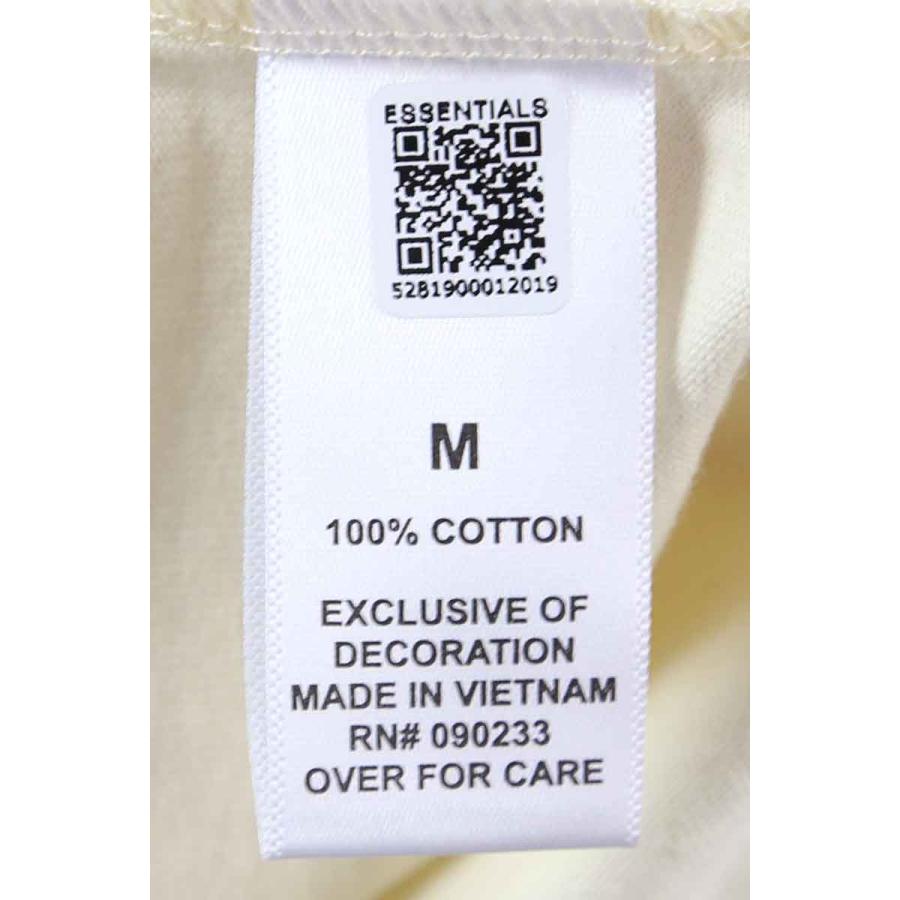 ESSENTIALS
5281900012019
M
100% COTTON
EXCLUSIVE OF
DECORATION
MADE IN VIETNAM
RN# 090233
OVER FOR CARE